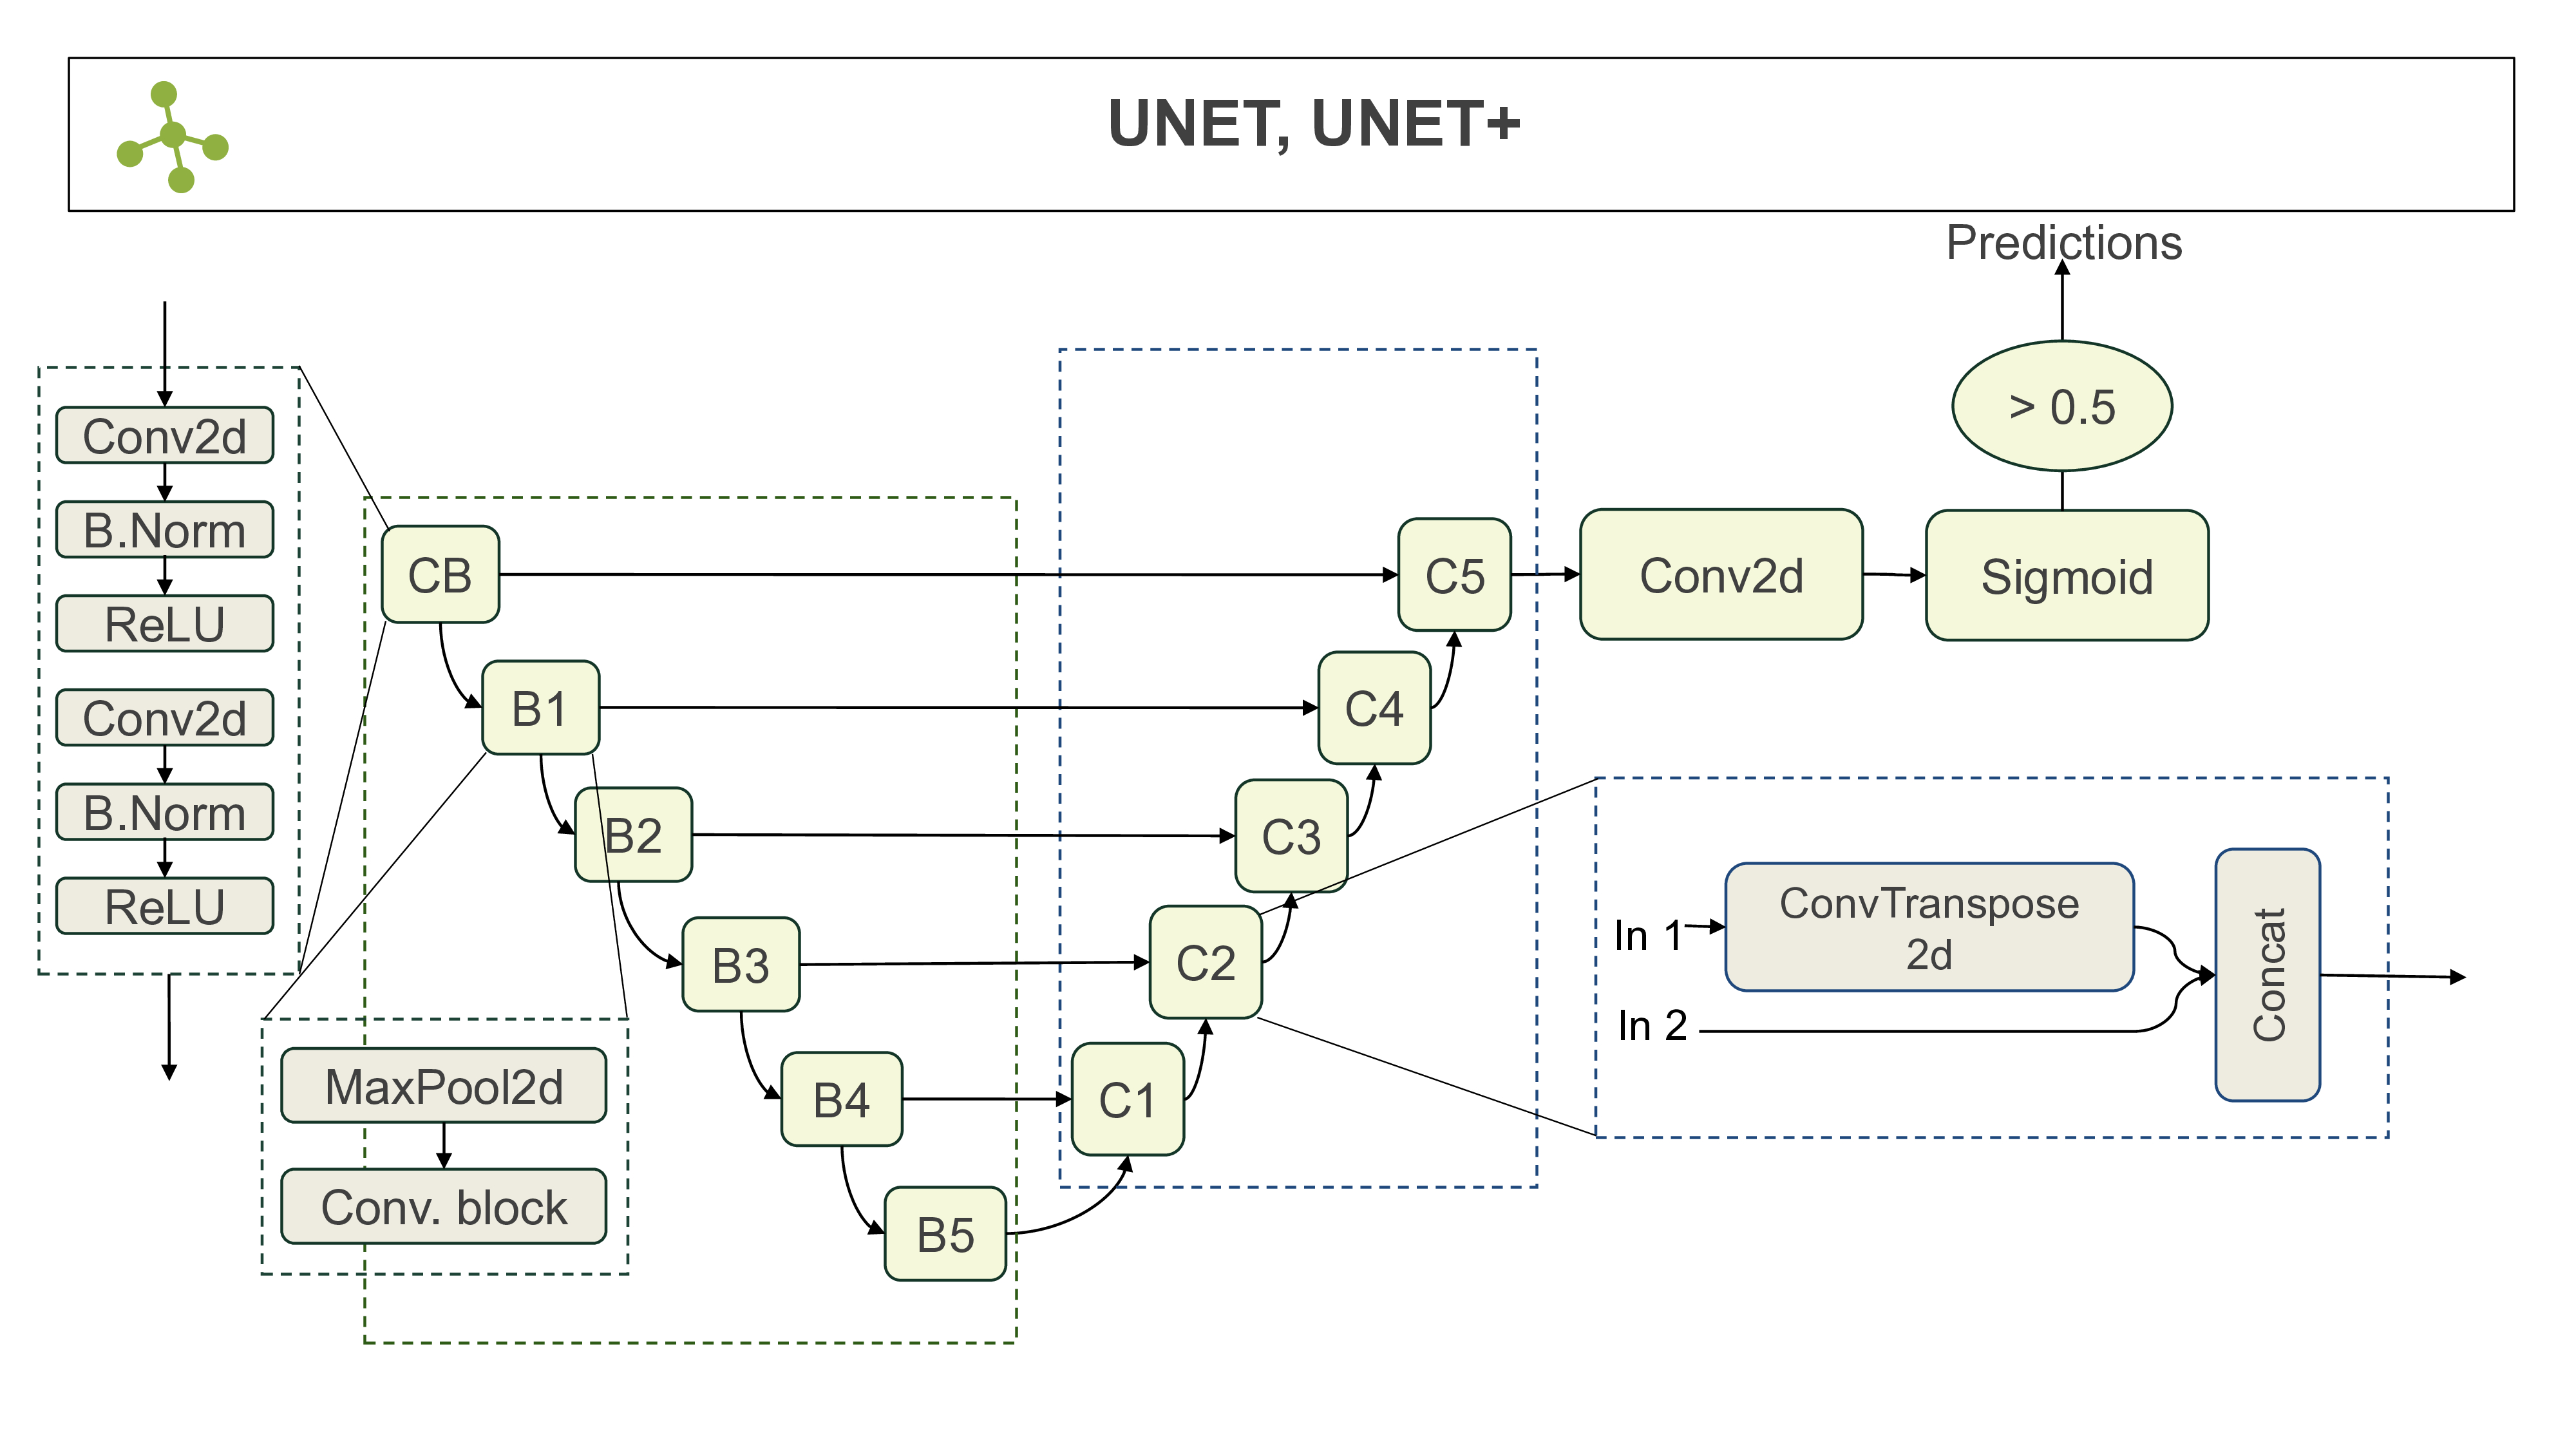 UNET, UNET+
Predictions
> 0.5
Conv2d
B.Norm
ReLU
Conv2d
B.Norm
ReLU
CB
C5
Conv2d
Sigmoid
B1
C4
B2
C3
B3
C2
B4
C1
B5
MaxPool2d
Conv. block
In 1
ConvTranspose
2d
In 2
Concat